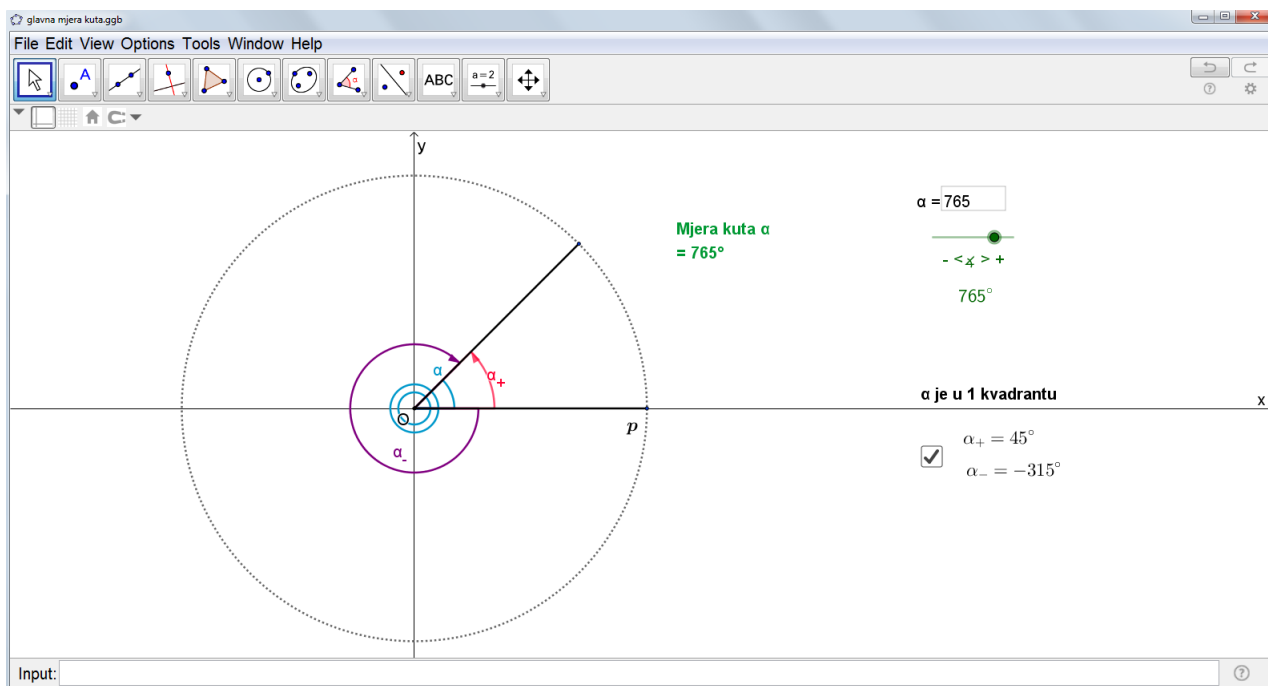 glavna mjera kuta.ggb
File Edit View Options Tools Window Help
A
α
ABC
a=2
y
α = 765
Mjera kuta α
= 765°
- <∡ > +
765°
α
α+
α je u 1 kvadrantu
x
O
p
α₊ = 45°
α-
α₋ = −315°
Input: